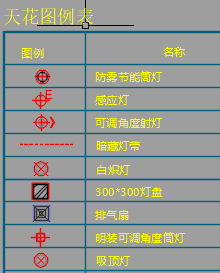 天花图例表
图例 名称
防雾节能筒灯
感应灯
可调角度射灯
暗藏灯带
白炽灯
300*300灯盘
排气扇
明装可调角度筒灯
吸顶灯